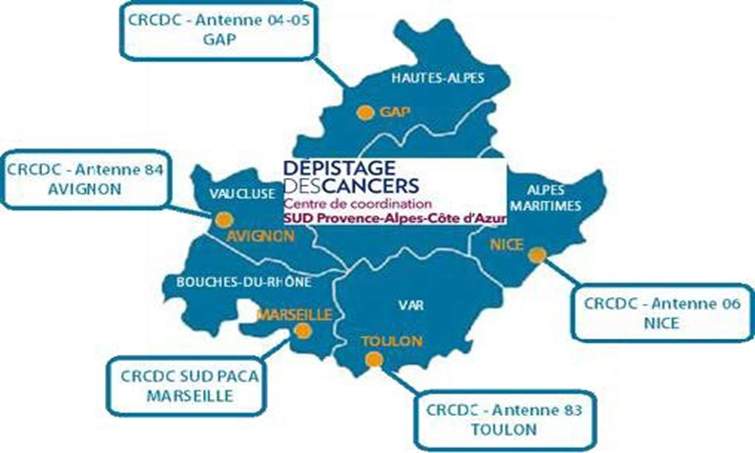 CRCDC - Antenne 04-05
GAP
HAUTES-ALPES
GAP
CRCDC - Antenne 84
AVIGNON
DÉPISTAGE
DESCANCERS
Centre de coordination
SUD Provence-Alpes-Côte d'Azur
VAUCLUSE
AVIGNON
ALPES
MARITIMES
NICE
BOUCHES-DU-RHÔNE
MARSEILLE
VAR
TOULON
CRCDC - Antenne 06
NICE
CRCDC SUD PACA
MARSEILLE
CRCDC - Antenne 83
TOULON